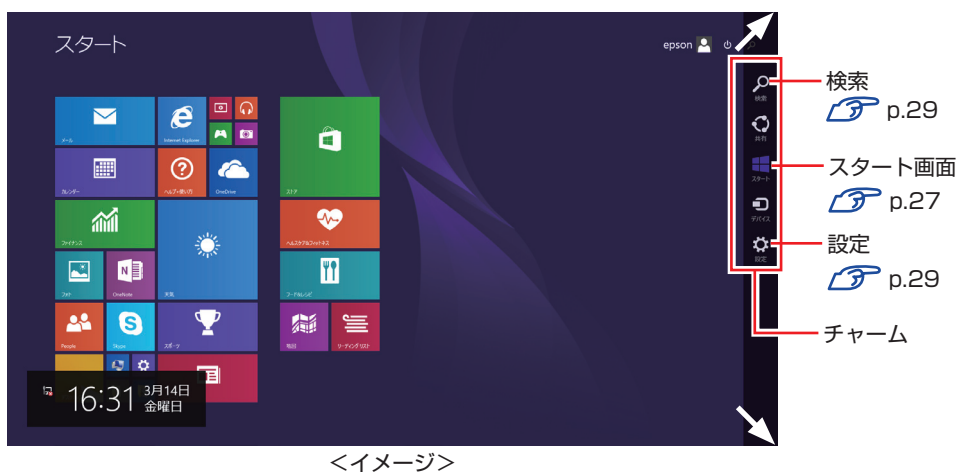 スタート
epson
メール
Internet Explorer
カレンダー
ヘルプ+使い方
OneDrive
ストア
ファイナンス
天気
ヘルスケア&フィットネス
フォト
OneNote
フード&レシピ
People
Skype
スポーツ
地図
リーディング リスト
16:31
3月14日
金曜日
検索
共有
スタート
デバイス
設定
検索
p.29
スタート画面
p.27
設定
p.29
チャーム
<イメージ>